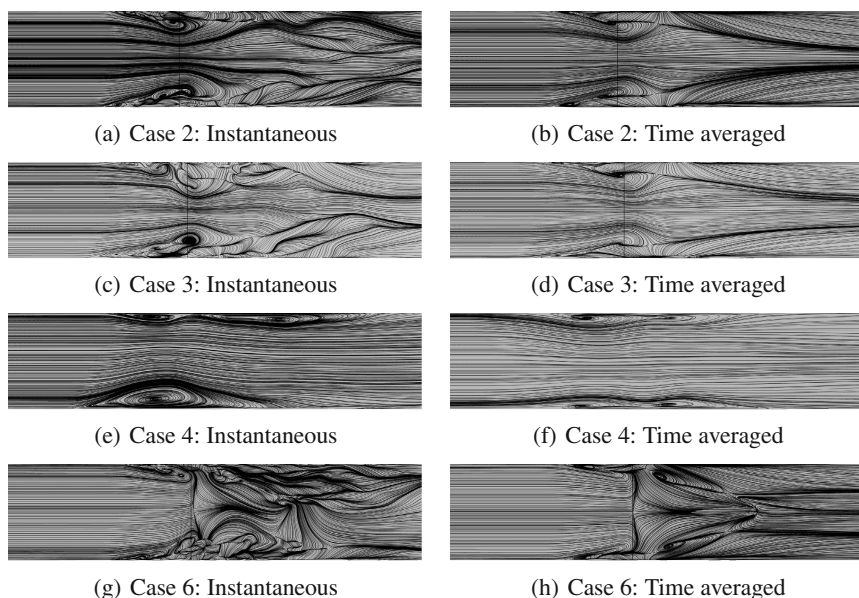 (a) Case 2: Instantaneous
(b) Case 2: Time averaged
(c) Case 3: Instantaneous
(d) Case 3: Time averaged
(e) Case 4: Instantaneous
(f) Case 4: Time averaged
(g) Case 6: Instantaneous
(h) Case 6: Time averaged